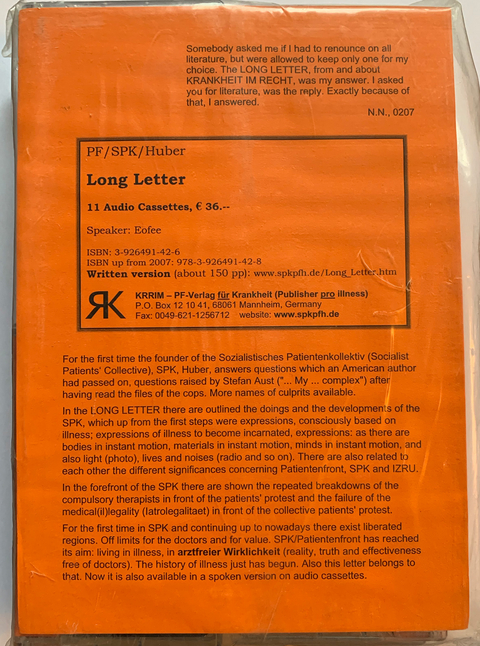 Somebody asked me if I had to renounce on all
literature, but were allowed to keep only one for my
choice. The LONG LETTER, from and about
KRANKHEIT IM RECHT, was my answer. I asked
you for literature, was the reply. Exactly because of
that, I answered.
N.N., 0207
PF/SPK/Huber
Long Letter
11 Audio Cassettes, € 36.--
Speaker: Eofee
ISBN: 3-926491-42-6
ISBN up from 2007: 978-3-926491-42-8
Written version (about 150 pp): www.spkpfh.de/Long_Letter.htm
KRRIM – PF-Verlag für Krankheit (Publisher pro illness)
P.O. Box 12 10 41, 68061 Mannheim, Germany
Fax: 0049-621-1256712 website: www.spkpfh.de
For the first time the founder of the Sozialistisches Patientenkollektiv (Socialist
Patients' Collective), SPK, Huber, answers questions which an American author
had passed on, questions raised by Stefan Aust ("... My ... complex") after
having read the files of the cops. More names of culprits available.
In the LONG LETTER there are outlined the doings and the developments of the
SPK, which up from the first steps were expressions, consciously based on
illness; expressions of illness to become incarnated, expressions: as there are
bodies in instant motion, materials in instant motion, minds in instant motion, and
also light (photo), lives and noises (radio and so on). There are also related to
each other the different significances concerning Patientenfront, SPK and IZRU.
In the forefront of the SPK there are shown the repeated breakdowns of the
compulsory therapists in front of the patients' protest and the failure of the
medical(il)legality (Iatrolegalitaet) in front of the collective patients' protest.
For the first time in SPK and continuing up to nowadays there exist liberated
regions. Off limits for the doctors and for value. SPK/Patientenfront has reached
its aim: living in illness, in arztfreier Wirklichkeit (reality, truth and effectiveness
free of doctors). The history of illness just has begun. Also this letter belongs to
that. Now it is also available in a spoken version on audio cassettes.